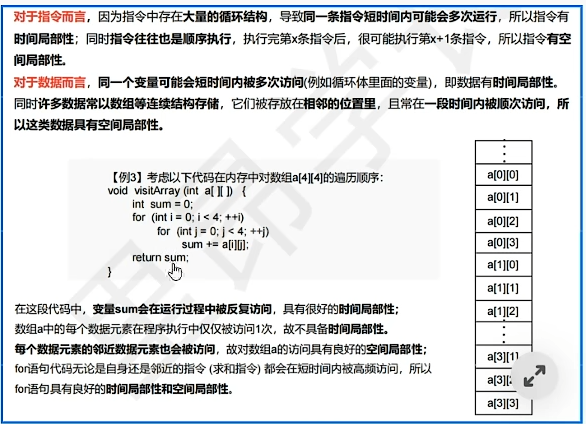 对于指令而言，因为指令中存在大量的循环结构，导致同一条指令短时间内可能会多次运行，所以指令有
时间局部性；同时指令往往也是顺序执行，执行完第x条指令后，很可能执行第x+1条指令，所以指令有空
间局部性。
对于数据而言，同一个变量可能会短时间内被多次访问(例如循环体里面的变量)，即数据有时间局部性。
同时许多数据常以数组等连续结构存储，它们被存放在相邻的位置里，且常在一段时间内被顺次访问，所
以这类数据具有空间局部性。
【例3】考虑以下代码在内存中对数组a[4][4]的遍历顺序：
void visitArray (int a[ ][ ]) {
int sum = 0;
for (int i = 0; i < 4; ++i)
for (int j = 0; j < 4; ++j)
sum += a[i][j];
return sum;
}
在这段代码中，变量sum会在运行过程中被反复访问，具有很好的时间局部性；
数组a中的每个数据元素在程序执行中仅仅被访问1次，故不具备时间局部性。
每个数据元素的邻近数据元素也会被访问，故对数组a的访问具有良好的空间局部性；
for语句代码无论是自身还是邻近的指令 (求和指令) 都会在短时间内被高频访问，所以
for语句具有良好的时间局部性和空间局部性。
⋮
a[0][0]
a[0][1]
a[0][2]
a[0][3]
a[1][0]
a[1][1]
a[1][2]
⋮
a[3][1]
a[3][3]